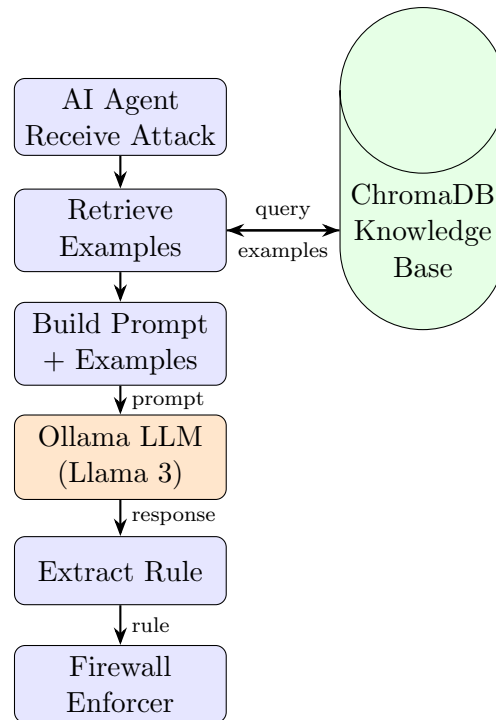 AI Agent
Receive Attack
Retrieve
Examples
query
examples
ChromaDB
Knowledge
Base
Build Prompt
+ Examples
prompt
Ollama LLM
(Llama 3)
response
Extract Rule
rule
Firewall
Enforcer